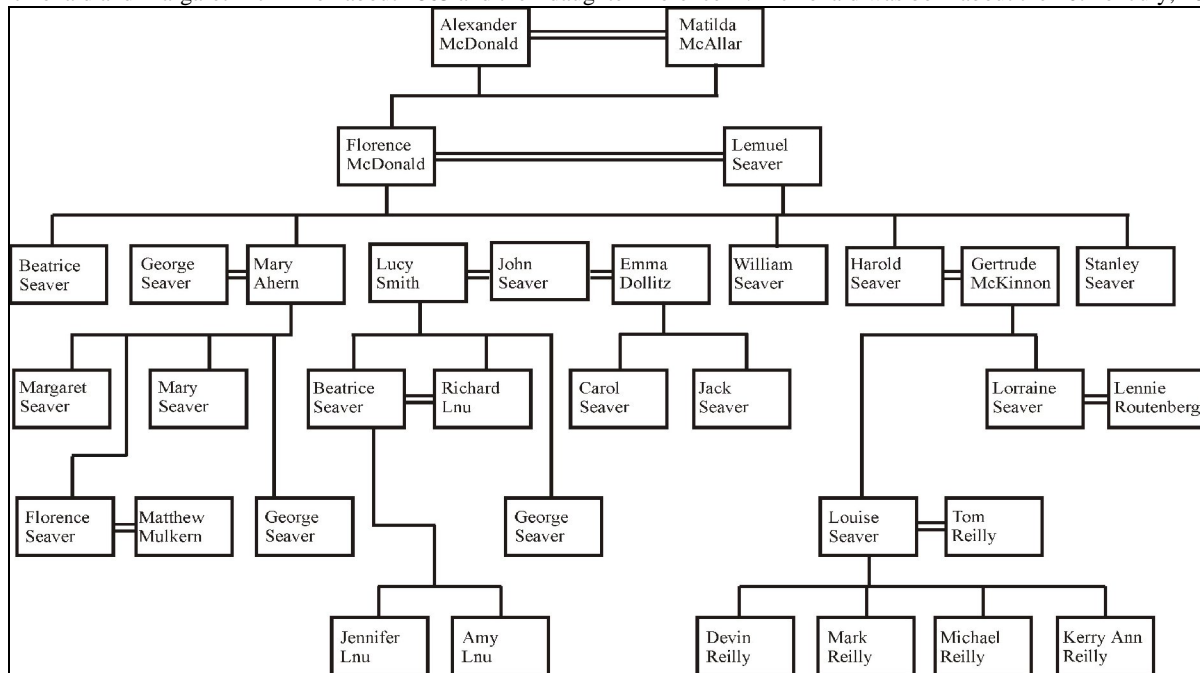 Alexander
McDonald
Matilda
McAllar
Florence
McDonald
Lemuel
Seaver
Beatrice
Seaver
George
Seaver
Mary
Ahern
Lucy
Smith
John
Seaver
Emma
Dollitz
William
Seaver
Harold
Seaver
Gertrude
McKinnon
Stanley
Seaver
Margaret
Seaver
Mary
Seaver
Beatrice
Seaver
Richard
Lnu
Carol
Seaver
Jack
Seaver
Lorraine
Seaver
Lennie
Routenberg
Florence
Seaver
Matthew
Mulkern
George
Seaver
George
Seaver
Louise
Seaver
Tom
Reilly
Jennifer
Lnu
Amy
Lnu
Devin
Reilly
Mark
Reilly
Michael
Reilly
Kerry Ann
Reilly